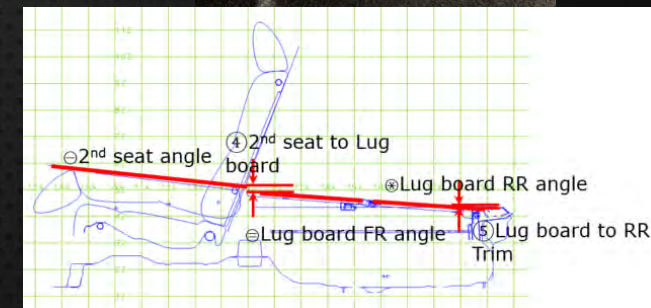 ④2nd seat to Lug
board
⊖2nd seat angle
⊛Lug board RR angle
⊖Lug board FR angle
⑤Lug board to RR
Trim